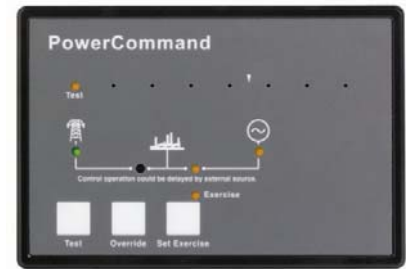 PowerCommand
Test
Control operation could be delayed by external source.
Exercise
Test Override Set Exercise